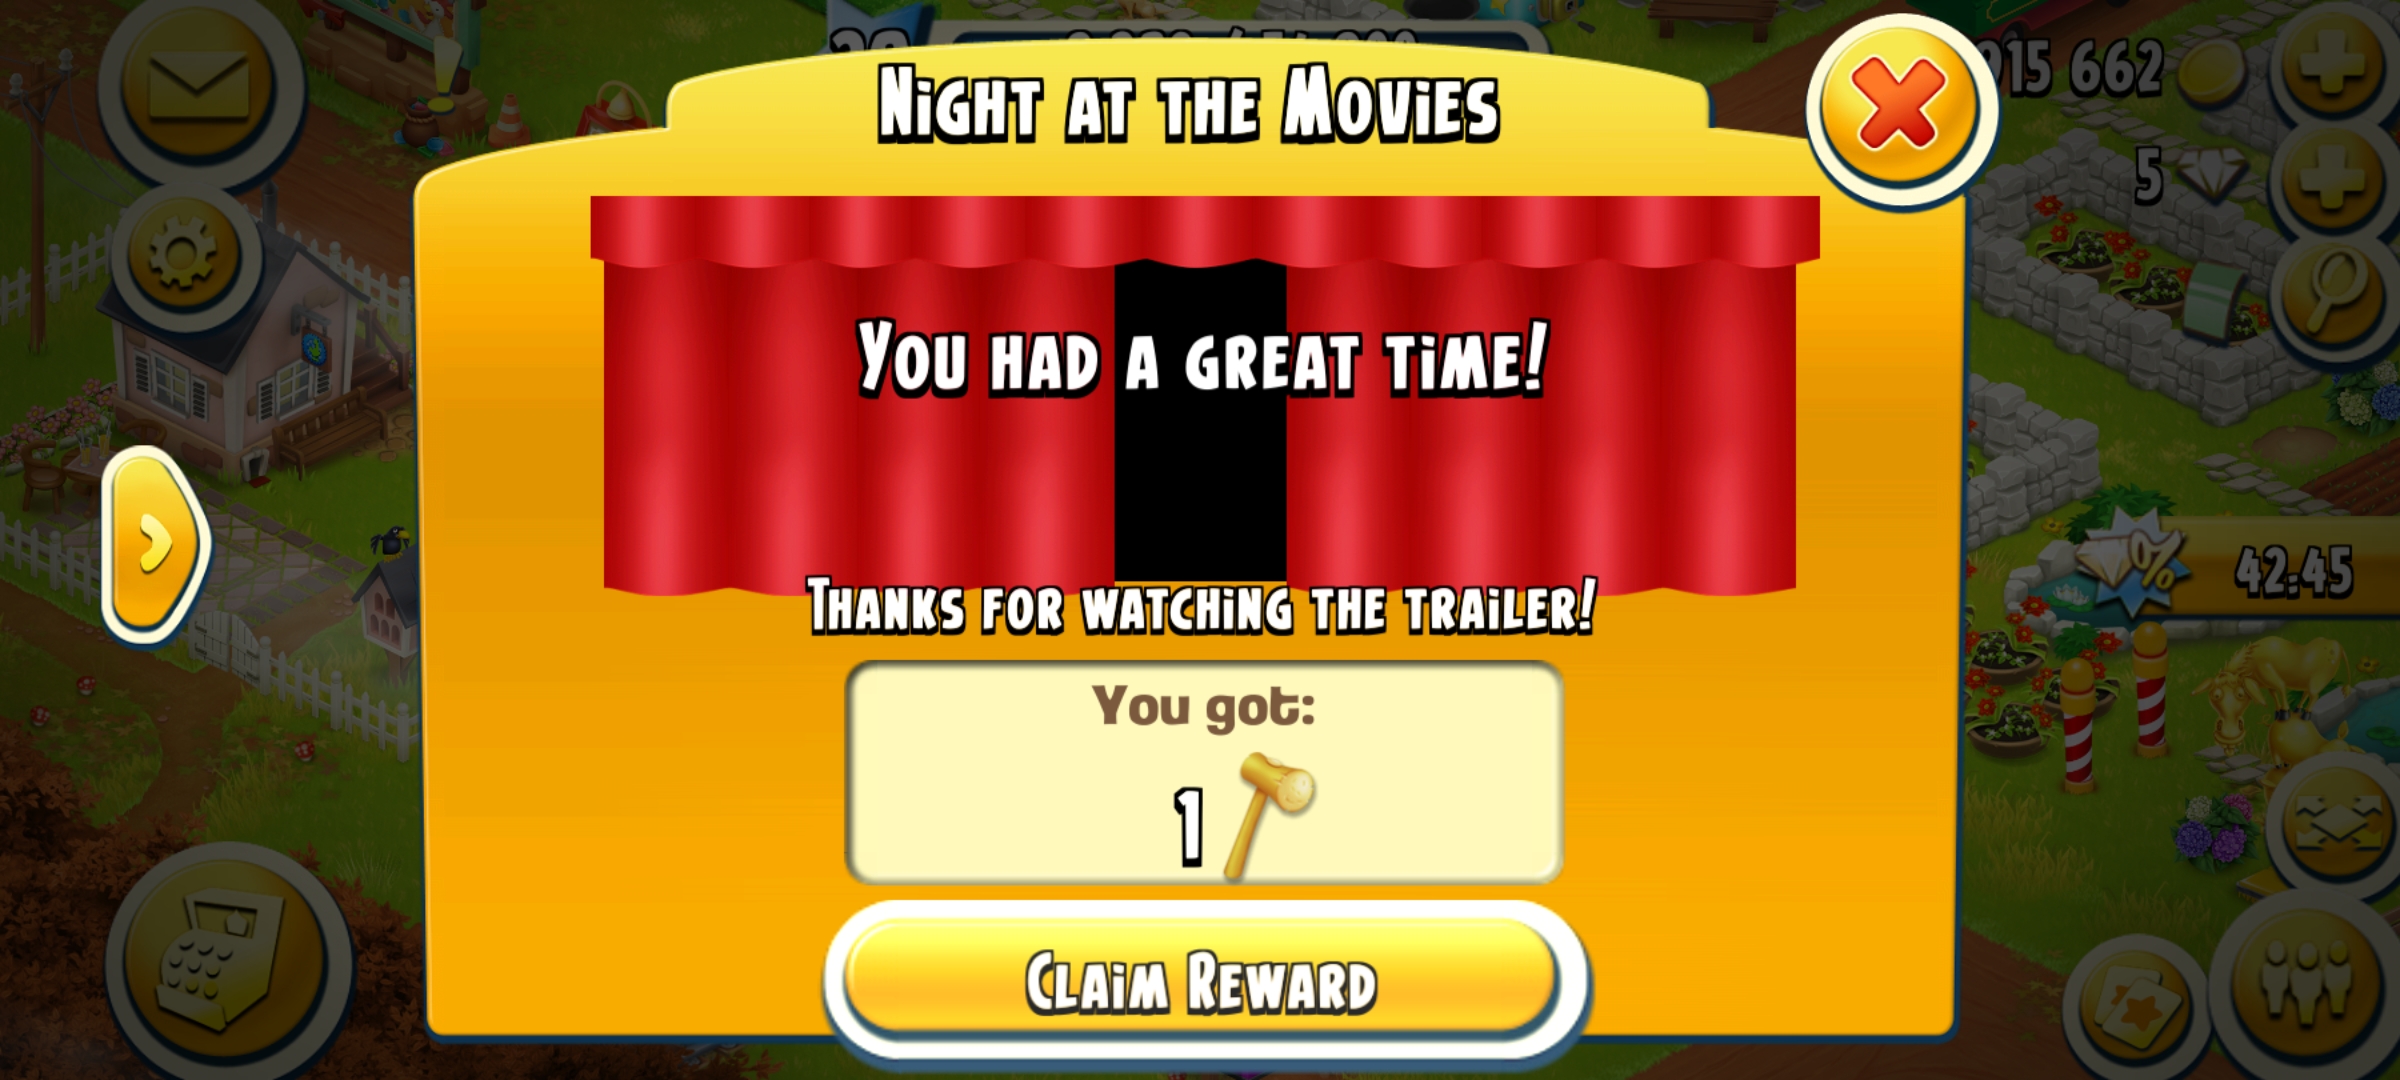 Night at the Movies
915 662
5
You had a great time!
42:45
Thanks for watching the trailer!
You got:
1
Claim Reward